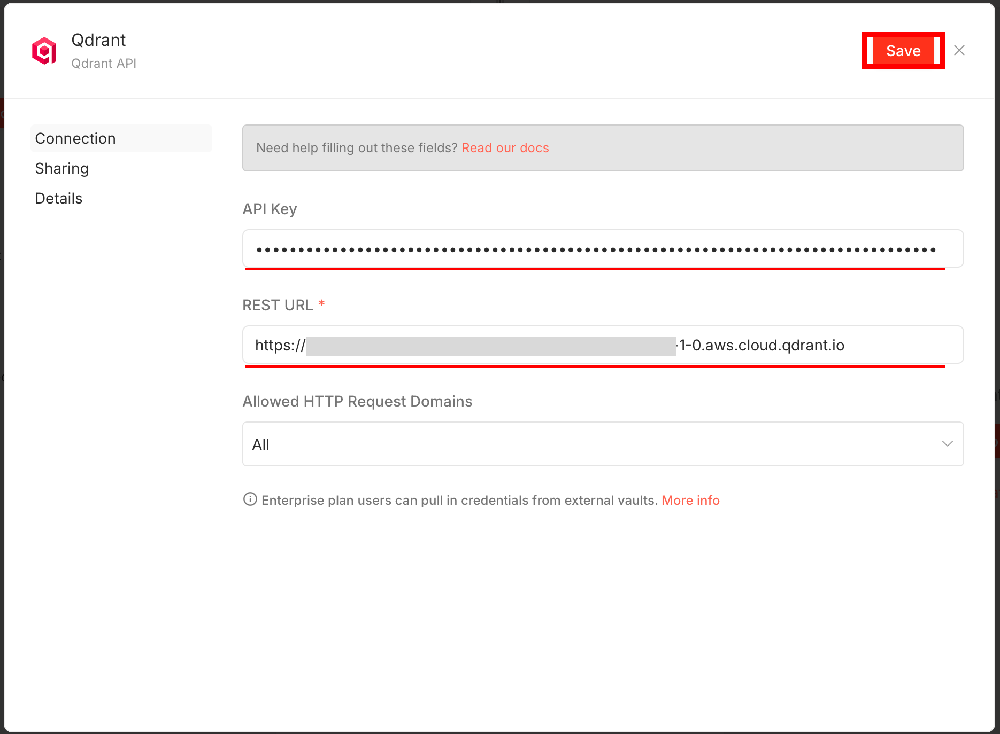 Qdrant
Qdrant API
Save
Connection
Sharing
Details
Need help filling out these fields? Read our docs
API Key
REST URL *
https://
-1-0.aws.cloud.qdrant.io
Allowed HTTP Request Domains
All
Enterprise plan users can pull in credentials from external vaults. More info